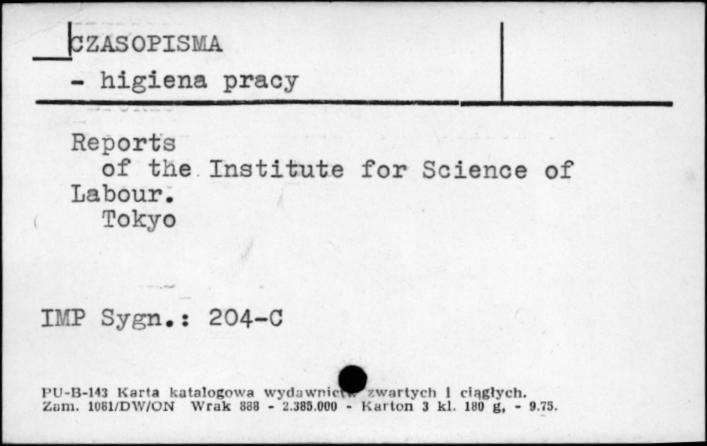 CZASOPISMA
- higiena pracy
Reports
of the Institute for Science of
Labour.
Tokyo
IMP Sygn.: 204-C
PU-B-143 Karta katalogowa wydawnictw zwartych i ciągłych.
Zam. 1081/DW/ON Wrak 888 - 2.385.000 - Karton 3 kl. 180 g, - 9.75.